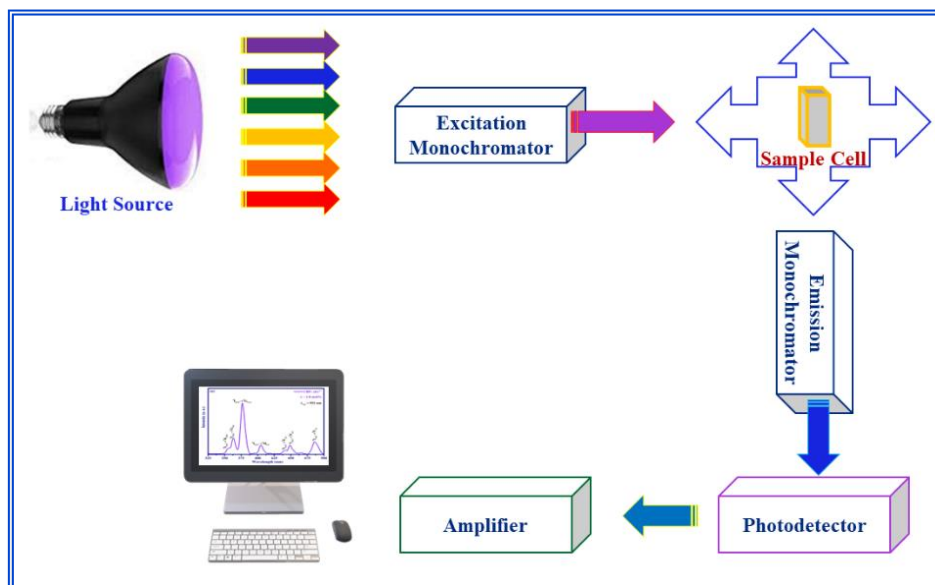 Light Source
Excitation
Monochromator
Sample Cell
Emission
Monochromator
Photodetector
Amplifier